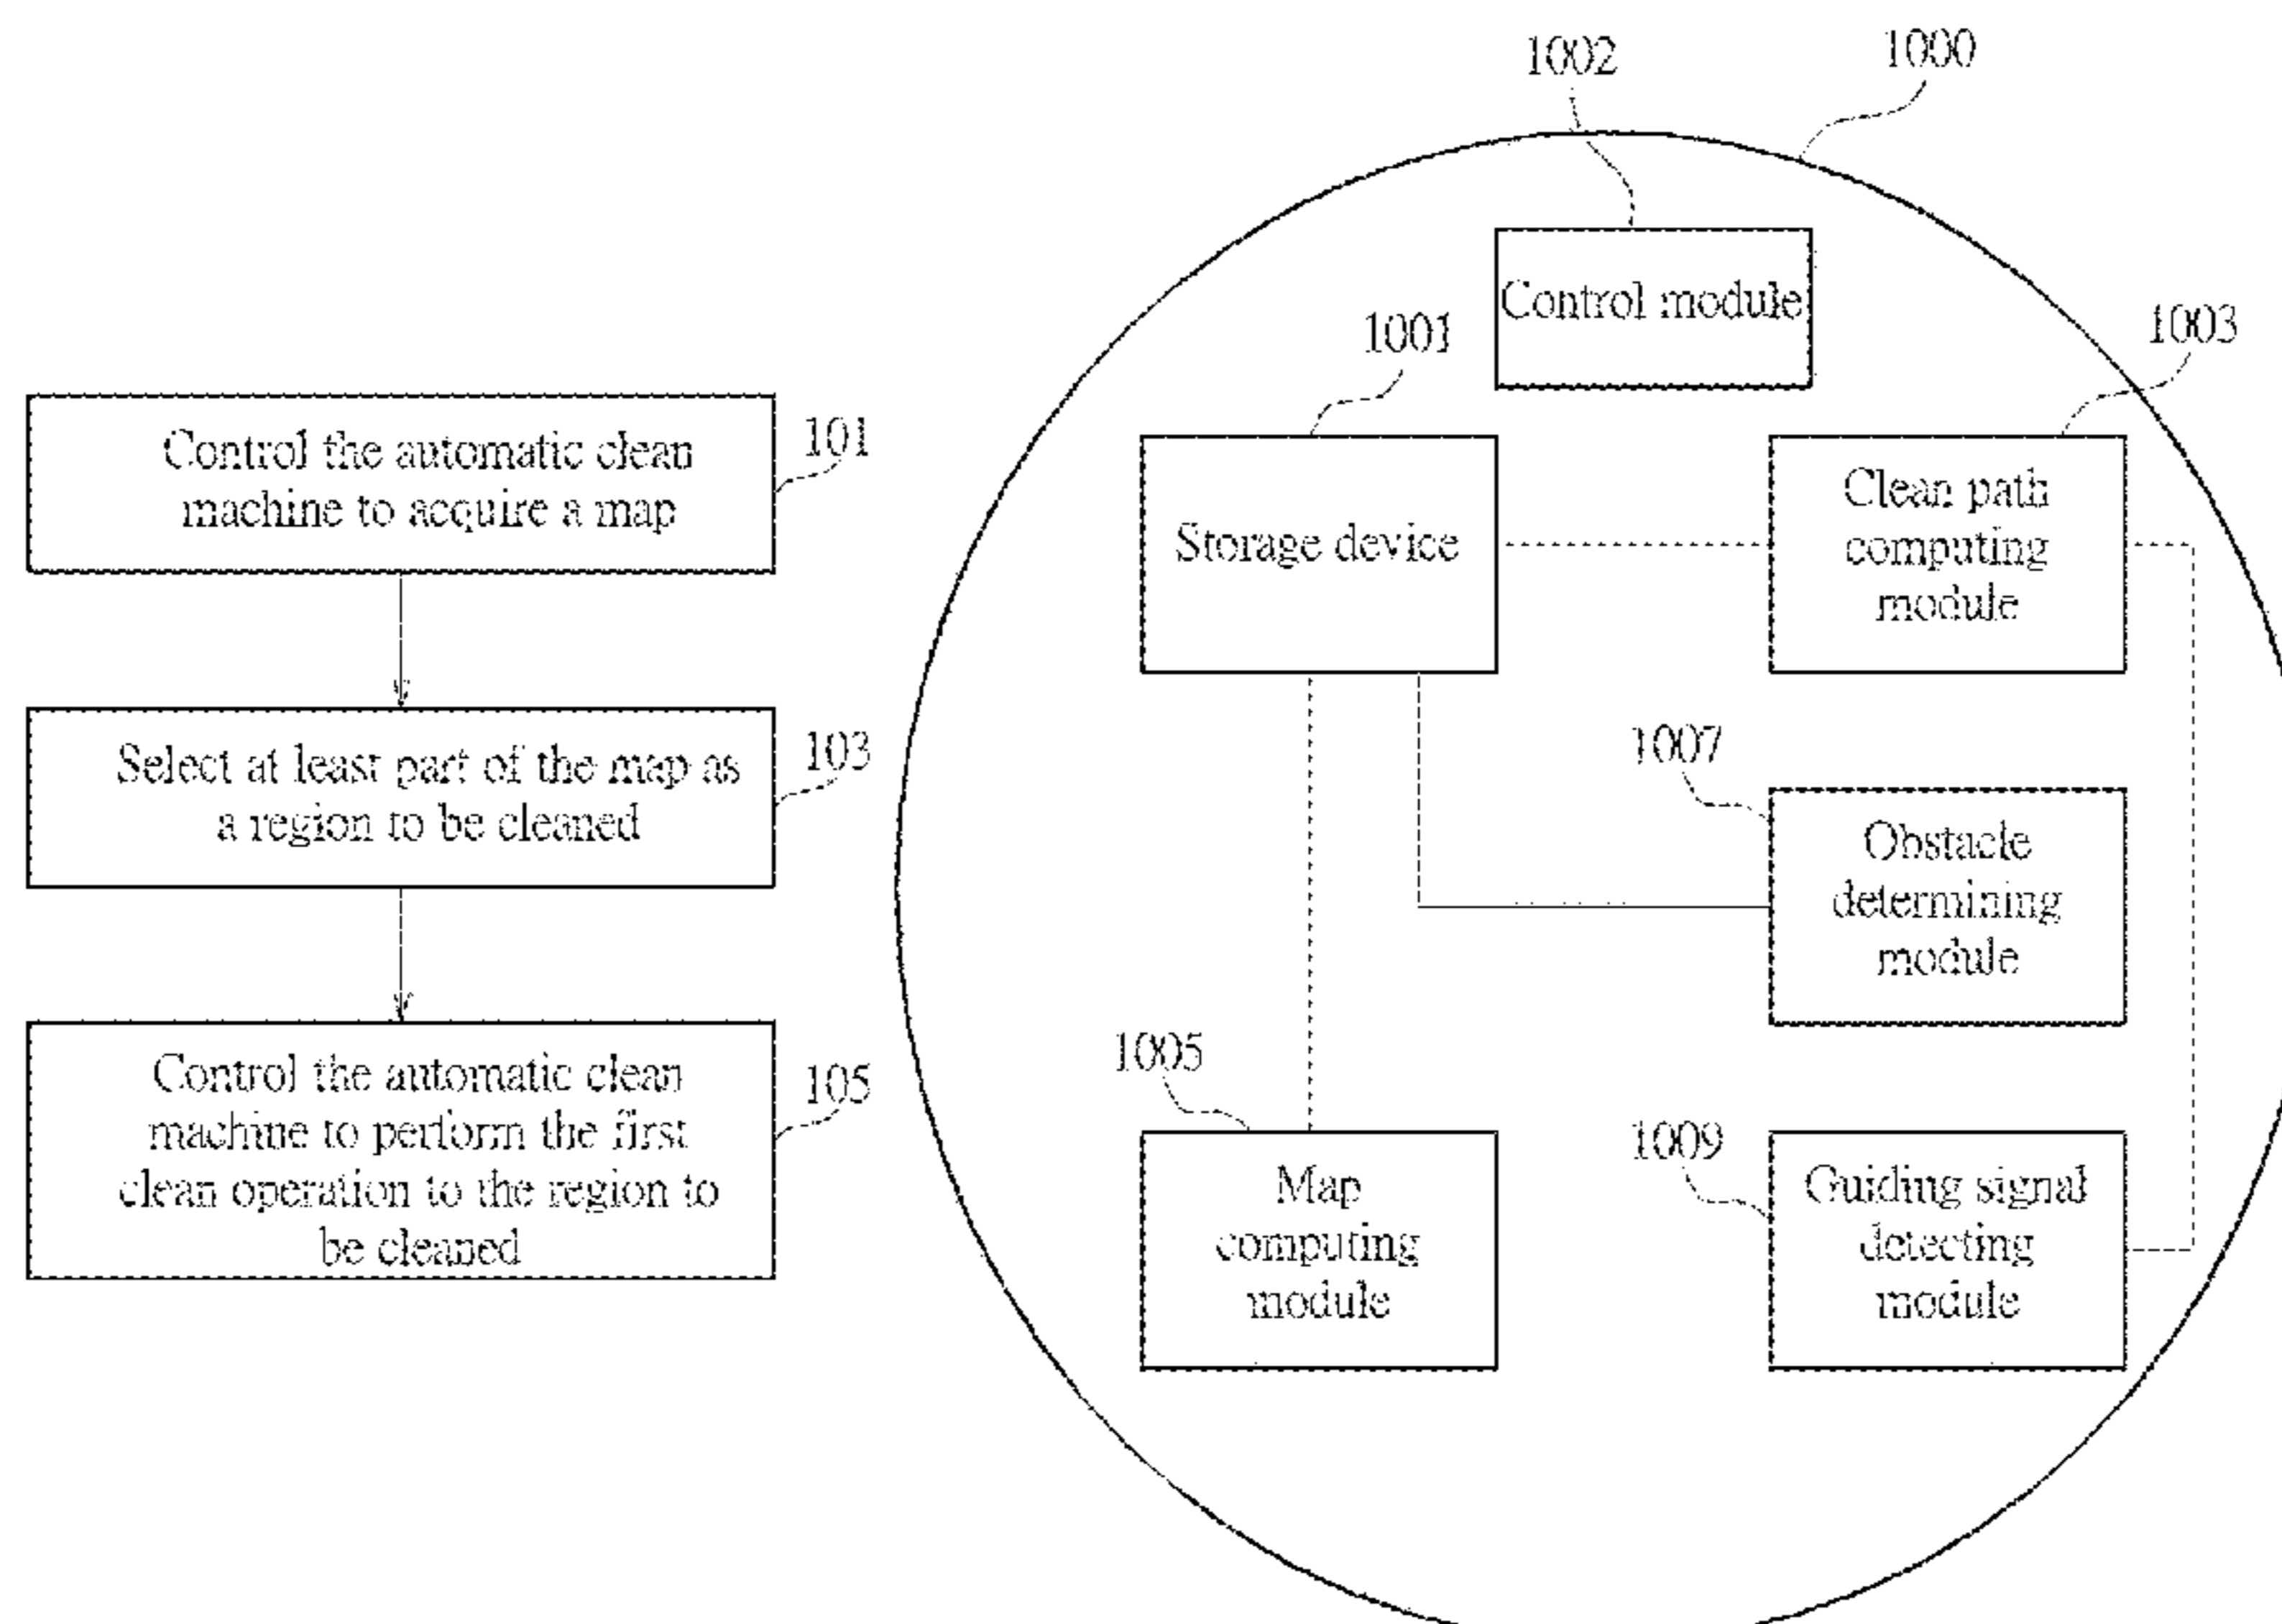 Control the automatic clean
machine to acquire a map
101
Select at least part of the map as
a region to be cleaned
103
Control the automatic clean
machine to perform the first
clean operation to the region to
be cleaned
105
1002
1000
Control module
1001
1003
Storage device
Clean path
computing
module
1007
Obstacle
determining
module
1005
Map
computing
module
1009
Guiding signal
detecting
module